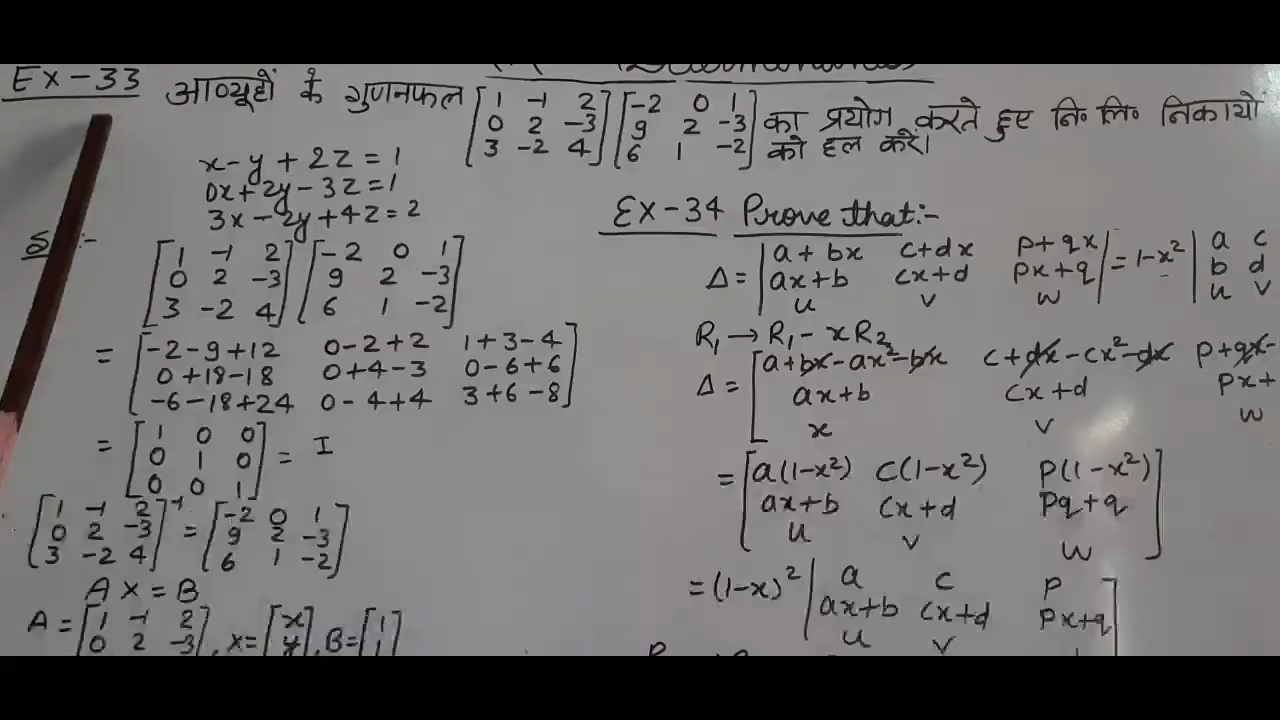 Ex-33 आव्यूहों के गुणनफल [1 -1 2 / 0 2 -3 / 3 -2 4] [-2 0 1 / 9 2 -3 / 6 1 -2] का प्रयोग करते हुए नि॰ लि॰ निकायो को हल करें।
x-y+2z=1
0x+2y-3z=1
3x-2y+4z=2
[1 -1 2 / 0 2 -3 / 3 -2 4] [-2 0 1 / 9 2 -3 / 6 1 -2]
= [-2-9+12 0-2+2 1+3-4 / 0+18-18 0+4-3 0-6+6 / -6-18+24 0-4+4 3+6-8]
= [1 0 0 / 0 1 0 / 0 0 1] = I
[1 -1 2 / 0 2 -3 / 3 -2 4]⁻¹ = [-2 0 1 / 9 2 -3 / 6 1 -2]
AX=B
A = [1 -1 2 / 0 2 -3], X=[x / y], B=[1 / 1]
Ex-34 Prove that:-
Δ = |a+bx c+dx p+qx / ax+b cx+d px+q / u v w| = 1-x² |a c / b d / u v
R₁ → R₁ - xR₂
Δ = [a+bx-ax²-bx c+dx-cx²-dx p+qx- / ax+b cx+d px+ / x v w
= [a(1-x²) c(1-x²) p(1-x²) / ax+b cx+d pq+q / u v w]
= (1-x)² |a c p / ax+b cx+d px+q / u v